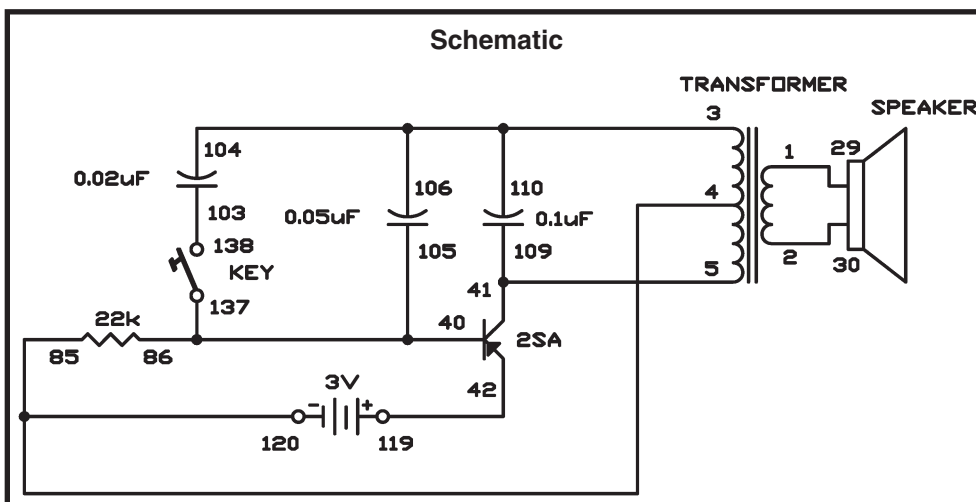 Schematic
TRANSFORMER
3
SPEAKER
104
1
29
0.02uF
106
110
4
103
0.05uF
0.1uF
138
105
109
2
30
KEY
5
137
41
22k
40
85
86
2SA
3V
42
-
+
120
119